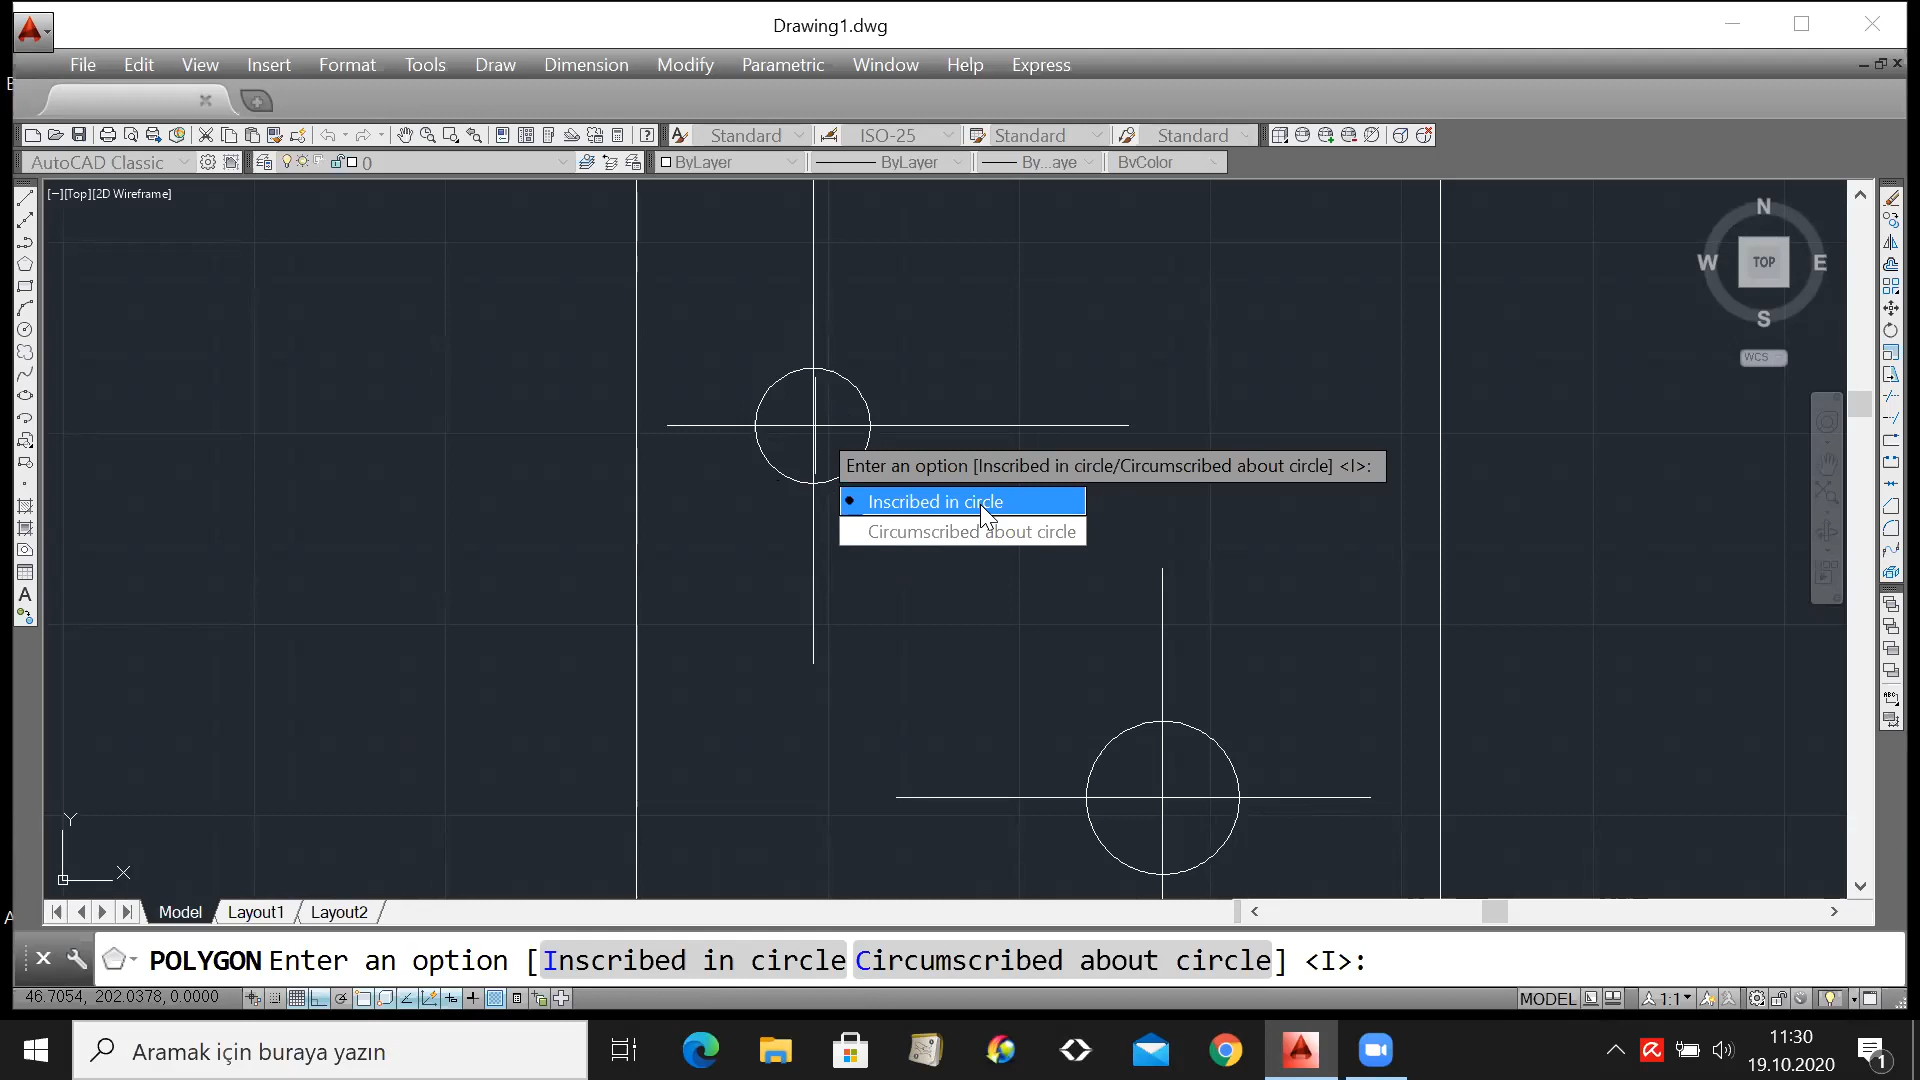 Drawing1.dwg
File Edit View Insert Format Tools Draw Dimension Modify Parametric Window Help Express
Standard ISO-25 Standard Standard
AutoCAD Classic 0 ByLayer ByLayer By...aye ByColor
[−][Top][2D Wireframe]
N
W TOP E
S
WCS
Enter an option [Inscribed in circle/Circumscribed about circle] <I>:
Inscribed in circle
Circumscribed about circle
Y
X
Model Layout1 Layout2
POLYGON Enter an option [Inscribed in circle Circumscribed about circle] <I>:
46.7054, 202.0378, 0.0000 MODEL 1:1
Aramak için buraya yazın
11:30
19.10.2020
1